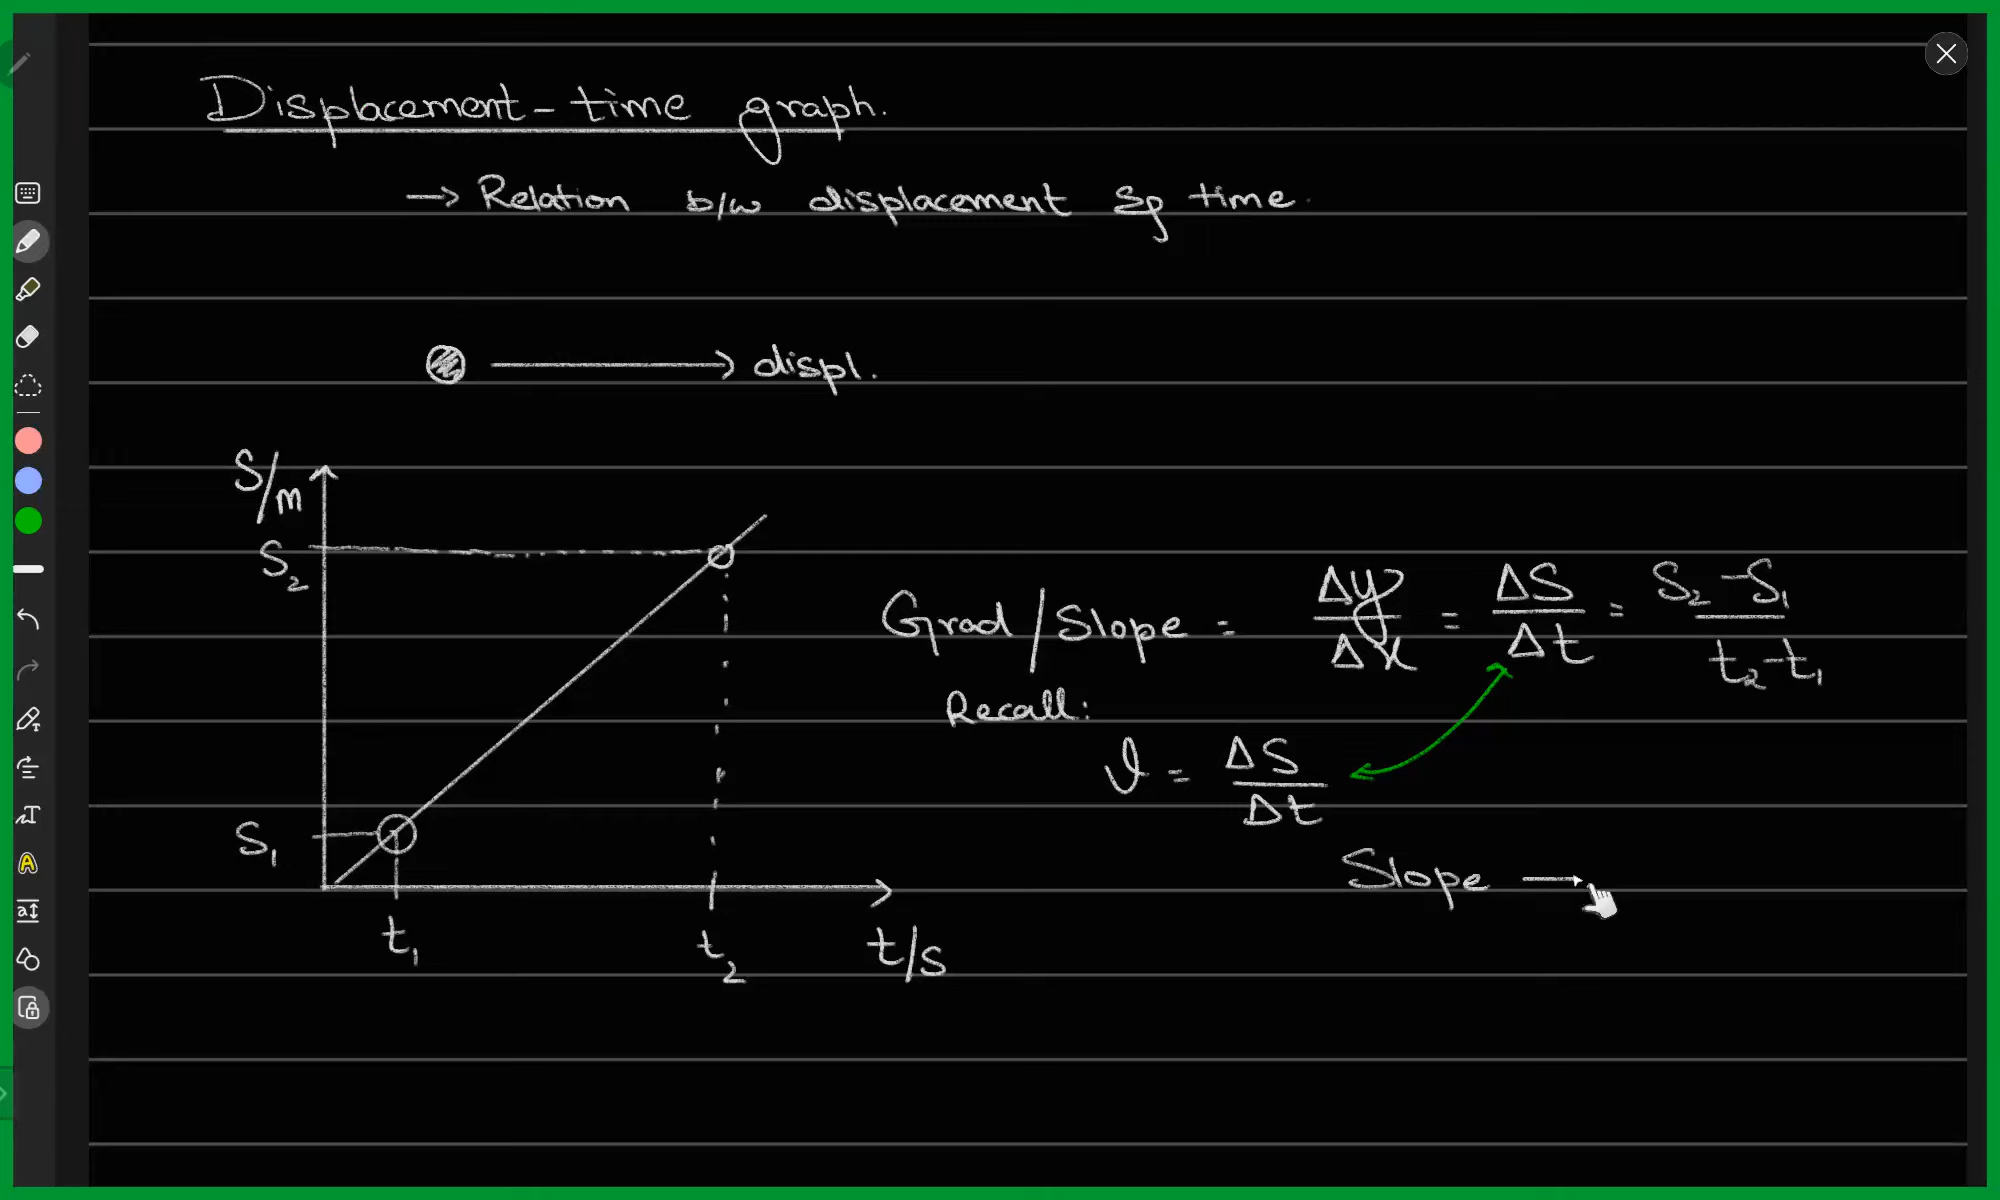 Displacement-time graph.
→ Relation b/w displacement & time.
→ displ.
S/m
S₂
S₁
t₁
t₂
t/s
Grad/Slope = Δy/Δx = ΔS/Δt = S₂-S₁/t₂-t₁
Recall:
v = ΔS/Δt
Slope →